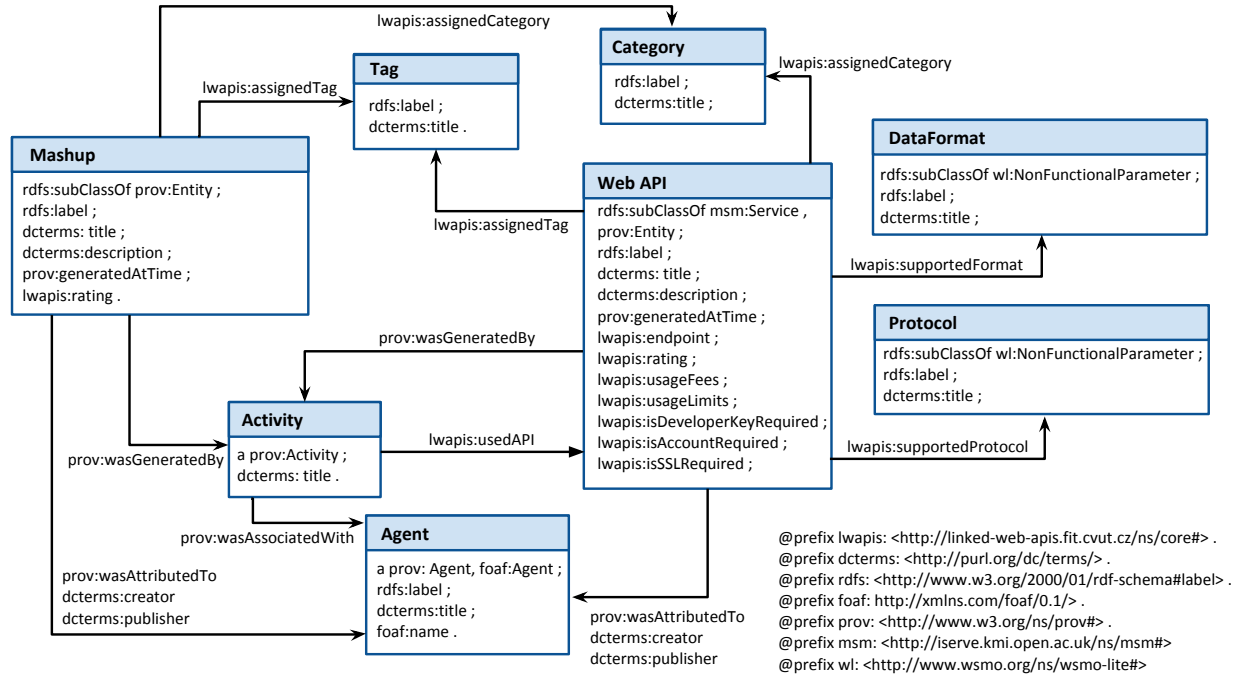 lwapis:assignedCategory
Category
rdfs:label ;
dcterms:title ;
lwapis:assignedCategory
Tag
rdfs:label ;
dcterms:title .
lwapis:assignedTag
Mashup
rdfs:subClassOf prov:Entity ;
rdfs:label ;
dcterms: title ;
dcterms:description ;
prov:generatedAtTime ;
lwapis:rating .
DataFormat
rdfs:subClassOf wl:NonFunctionalParameter ;
rdfs:label ;
dcterms:title ;
Web API
rdfs:subClassOf msm:Service ,
prov:Entity ;
rdfs:label ;
dcterms: title ;
dcterms:description ;
prov:generatedAtTime ;
lwapis:endpoint ;
lwapis:rating ;
lwapis:usageFees ;
lwapis:usageLimits ;
lwapis:isDeveloperKeyRequired ;
lwapis:isAccountRequired ;
lwapis:isSSLRequired ;
lwapis:assignedTag
lwapis:supportedFormat
Protocol
rdfs:subClassOf wl:NonFunctionalParameter ;
rdfs:label ;
dcterms:title ;
prov:wasGeneratedBy
Activity
a prov:Activity ;
dcterms: title .
lwapis:usedAPI
prov:wasGeneratedBy
lwapis:supportedProtocol
prov:wasAssociatedWith
Agent
a prov: Agent, foaf:Agent ;
rdfs:label ;
dcterms:title ;
foaf:name .
prov:wasAttributedTo
dcterms:creator
dcterms:publisher
prov:wasAttributedTo
dcterms:creator
dcterms:publisher
@prefix lwapis: <http://linked-web-apis.fit.cvut.cz/ns/core#> .
@prefix dcterms: <http://purl.org/dc/terms/> .
@prefix rdfs: <http://www.w3.org/2000/01/rdf-schema#label> .
@prefix foaf: http://xmlns.com/foaf/0.1/> .
@prefix prov: <http://www.w3.org/ns/prov#> .
@prefix msm: <http://iserve.kmi.open.ac.uk/ns/msm#>
@prefix wl: <http://www.wsmo.org/ns/wsmo-lite#>